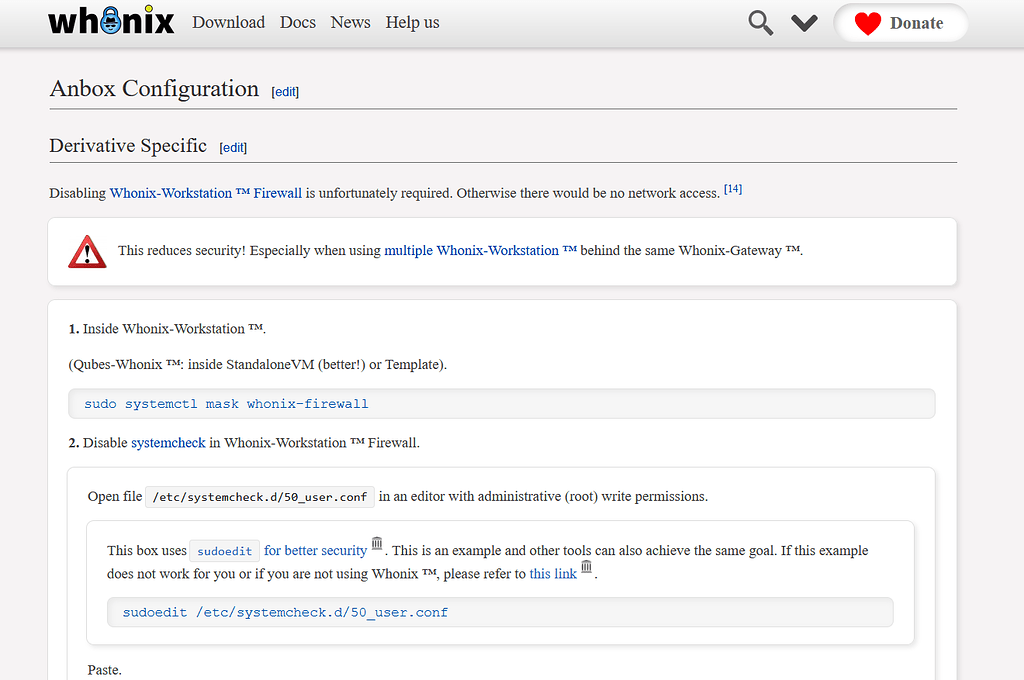 whonix Download Docs News Help us Donate
Anbox Configuration [edit]
Derivative Specific [edit]
Disabling Whonix-Workstation ™ Firewall is unfortunately required. Otherwise there would be no network access. [14]
This reduces security! Especially when using multiple Whonix-Workstation ™ behind the same Whonix-Gateway ™.
1. Inside Whonix-Workstation ™.
(Qubes-Whonix ™: inside StandaloneVM (better!) or Template).
sudo systemctl mask whonix-firewall
2. Disable systemcheck in Whonix-Workstation ™ Firewall.
Open file /etc/systemcheck.d/50_user.conf in an editor with administrative (root) write permissions.
This box uses sudoedit for better security . This is an example and other tools can also achieve the same goal. If this example
does not work for you or if you are not using Whonix ™, please refer to this link .
sudoedit /etc/systemcheck.d/50_user.conf
Paste.